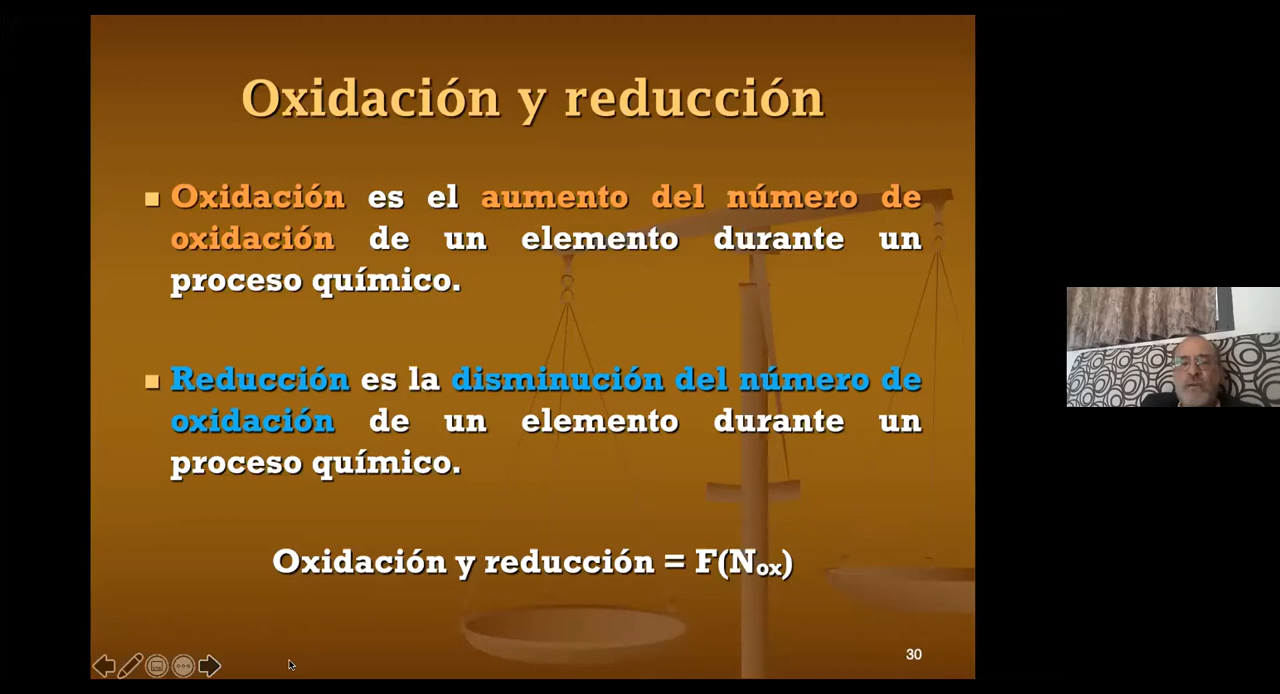 Oxidación y reducción
Oxidación es el aumento del número de
oxidación de un elemento durante un
proceso químico.
Reducción es la disminución del número de
oxidación de un elemento durante un
proceso químico.
Oxidación y reducción = F(Nox)
30